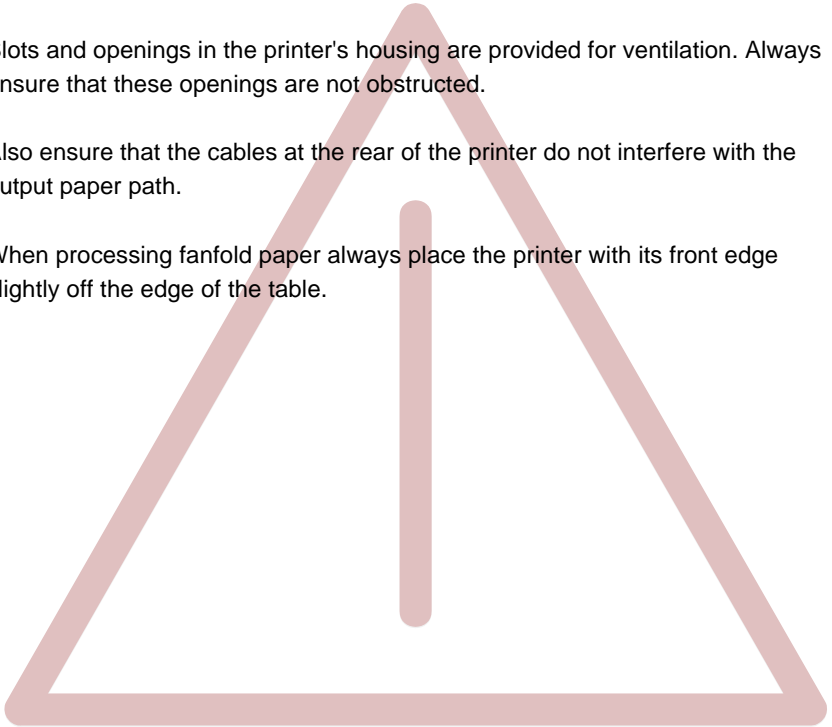 lots and openings in the printer's housing are provided for ventilation. Always
nsure that these openings are not obstructed.
lso ensure that the cables at the rear of the printer do not interfere with the
utput paper path.
When processing fanfold paper always place the printer with its front edge
lightly off the edge of the table.